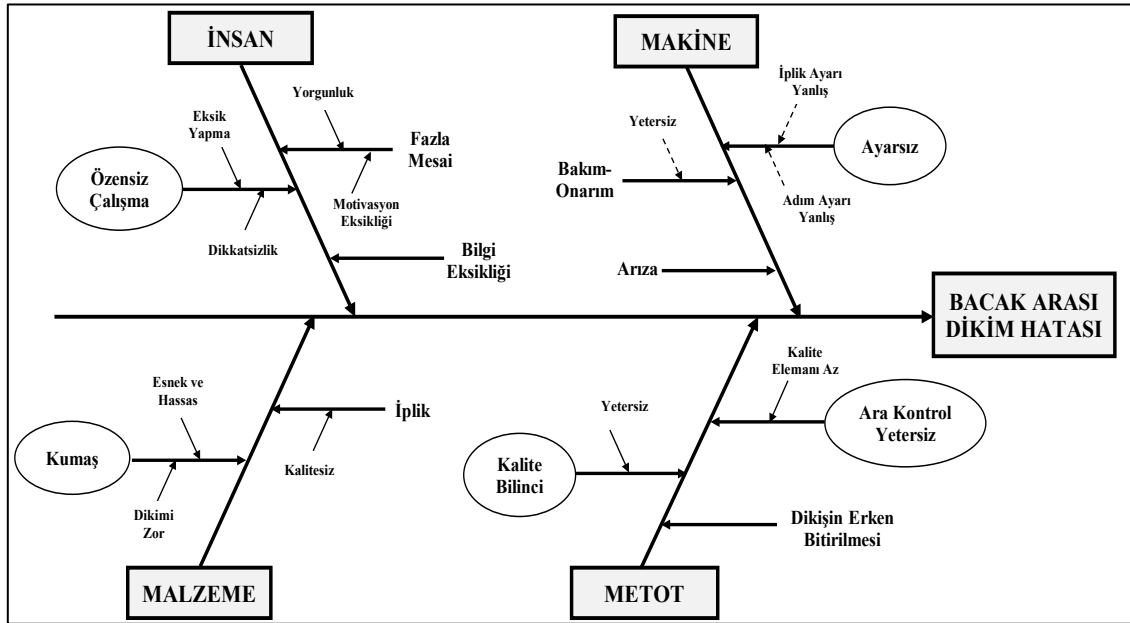 İNSAN
MAKİNE
Yorgunluk
Eksik
Yapma
Fazla
Mesai
Özensiz
Çalışma
Motivasyon
Eksikliği
Dikkatsizlik
Bilgi
Eksikliği
İplik Ayarı
Yanlış
Yetersiz
Ayarsız
Bakım-
Onarım
Adım Ayarı
Yanlış
Arıza
BACAK ARASI
DİKİM HATASI
Esnek ve
Hassas
İplik
Kumaş
Kalitesiz
Dikimi
Zor
Kalite
Elemanı Az
Yetersiz
Ara Kontrol
Yetersiz
Kalite
Bilinci
Dikişin Erken
Bitirilmesi
MALZEME
METOT